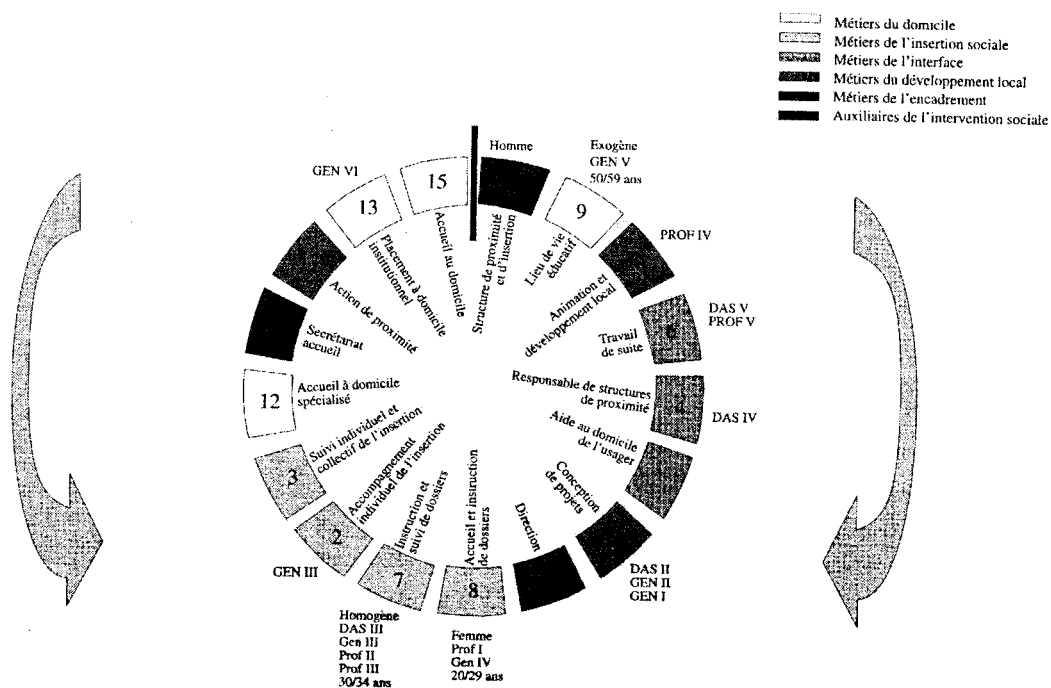 Métiers du domicile
Métiers de l'insertion sociale
Métiers de l'interface
Métiers du développement local
Métiers de l'encadrement
Auxiliaires de l'intervention sociale
Homme
Structure de proximité
et d'insertion
Exogène
GEN V
50/59 ans
9
Lieu de vie
éducatif
PROF IV
Animation et
développement local
DAS V
PROF V
6
Travail
de suite
DAS IV
4
Responsable de structures
de proximité
Aide au domicile
de l'usager
Conception
de projets
DAS II
GEN II
GEN I
Direction
8
Accueil et instruction
de dossiers
Femme
Prof I
Gen IV
20/29 ans
7
Instruction et
suivi de dossiers
Homogène
DAS III
Gen III
Prof II
Prof III
30/34 ans
2
Accompagnement
individuel de l'insertion
GEN III
3
Suivi individuel et
collectif de l'insertion
12
Accueil à domicile
spécialisé
Secrétariat
accueil
Action de proximité
GEN VI
13
Placement à domicile
institutionnel
15
Accueil au domicile